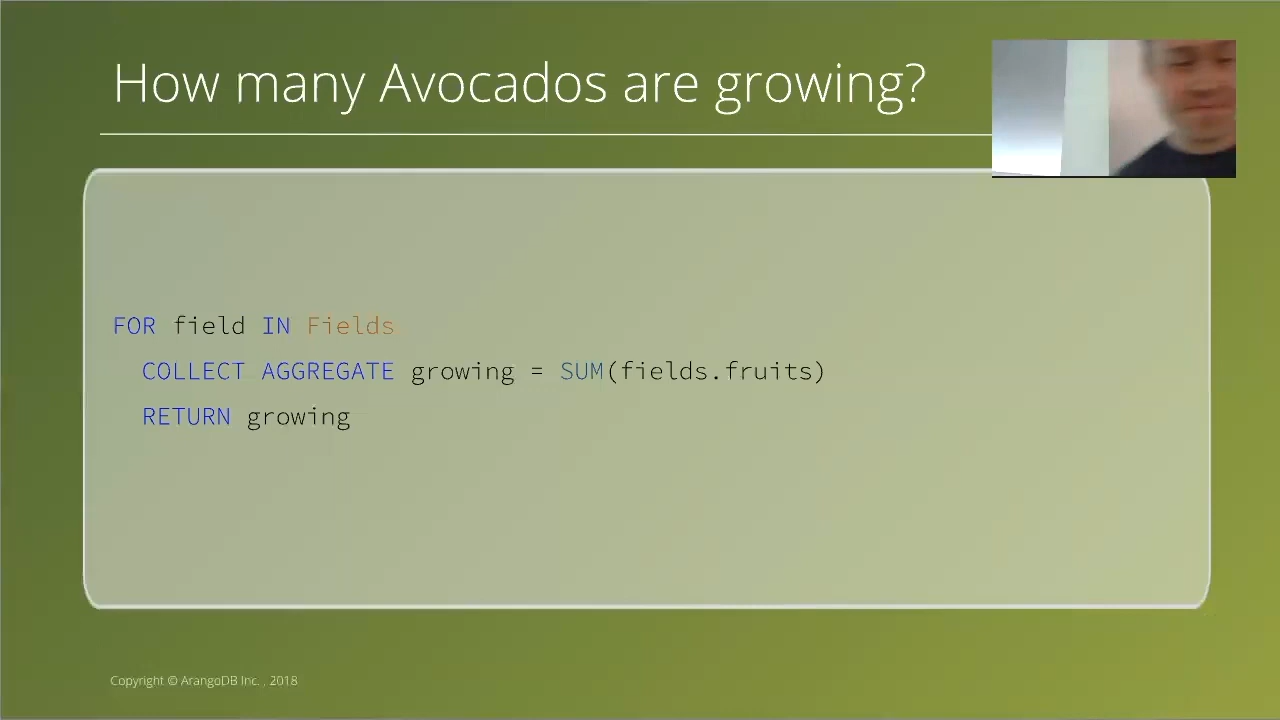 How many Avocados are growing?
FOR field IN Fields
COLLECT AGGREGATE growing = SUM(fields.fruits)
RETURN growing
Copyright © ArangoDB Inc. , 2018